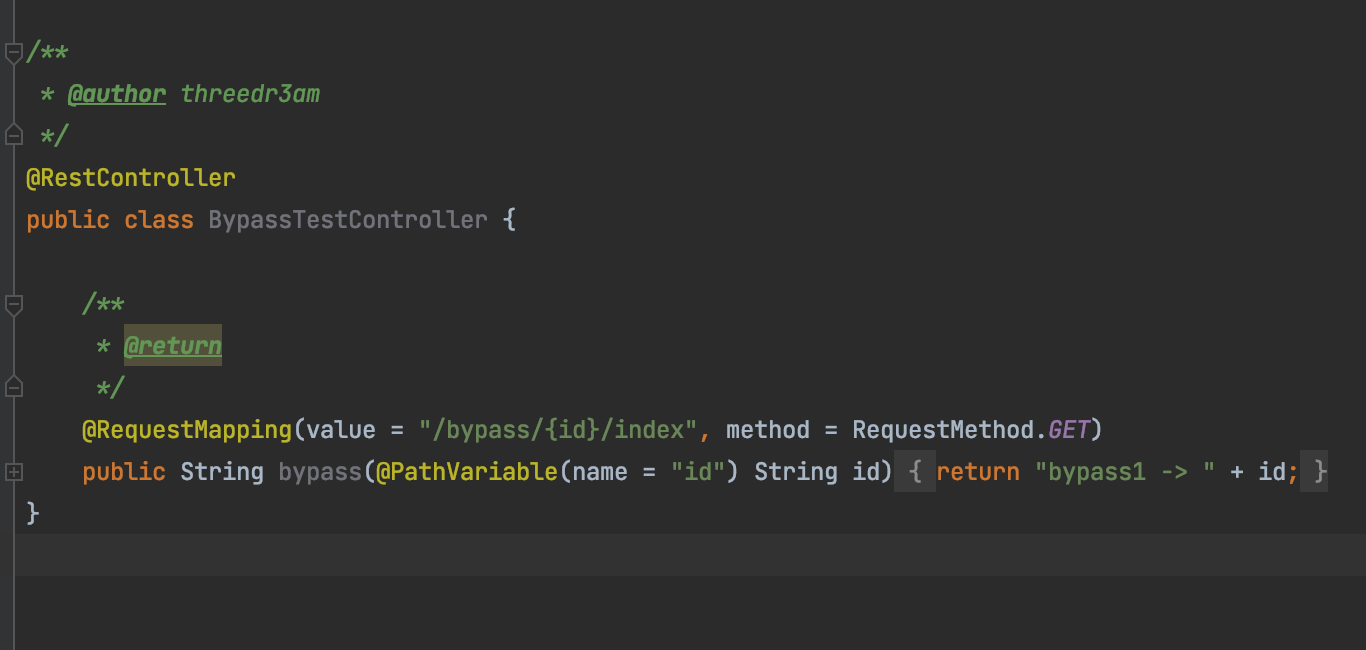 /**
 * @author threedr3am
 */
@RestController
public class BypassTestController {
    /**
     * @return
     */
    @RequestMapping(value = "/bypass/{id}/index", method = RequestMethod.GET)
    public String bypass(@PathVariable(name = "id") String id) { return "bypass1 -> " + id; }
}